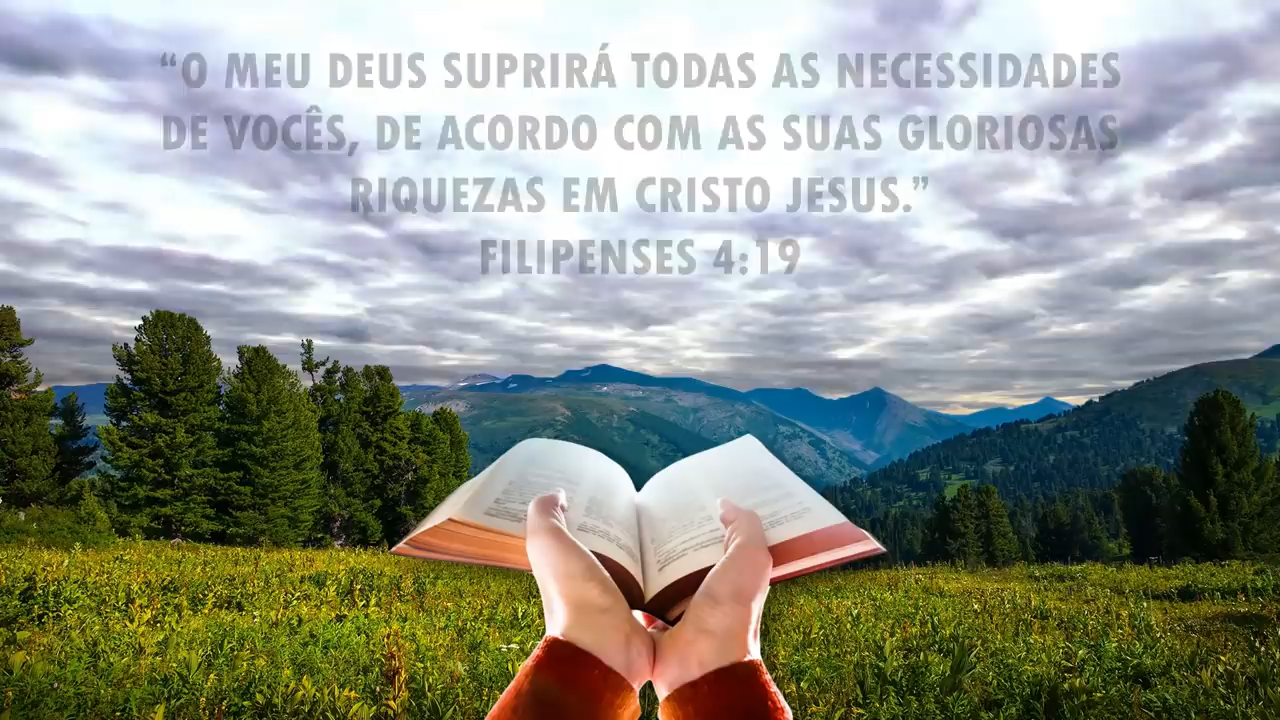 “O MEU DEUS SUPRIRÁ TODAS AS NECESSIDADES
DE VOCÊS, DE ACORDO COM AS SUAS GLORIOSAS
RIQUEZAS EM CRISTO JESUS.”
FILIPENSES 4:19